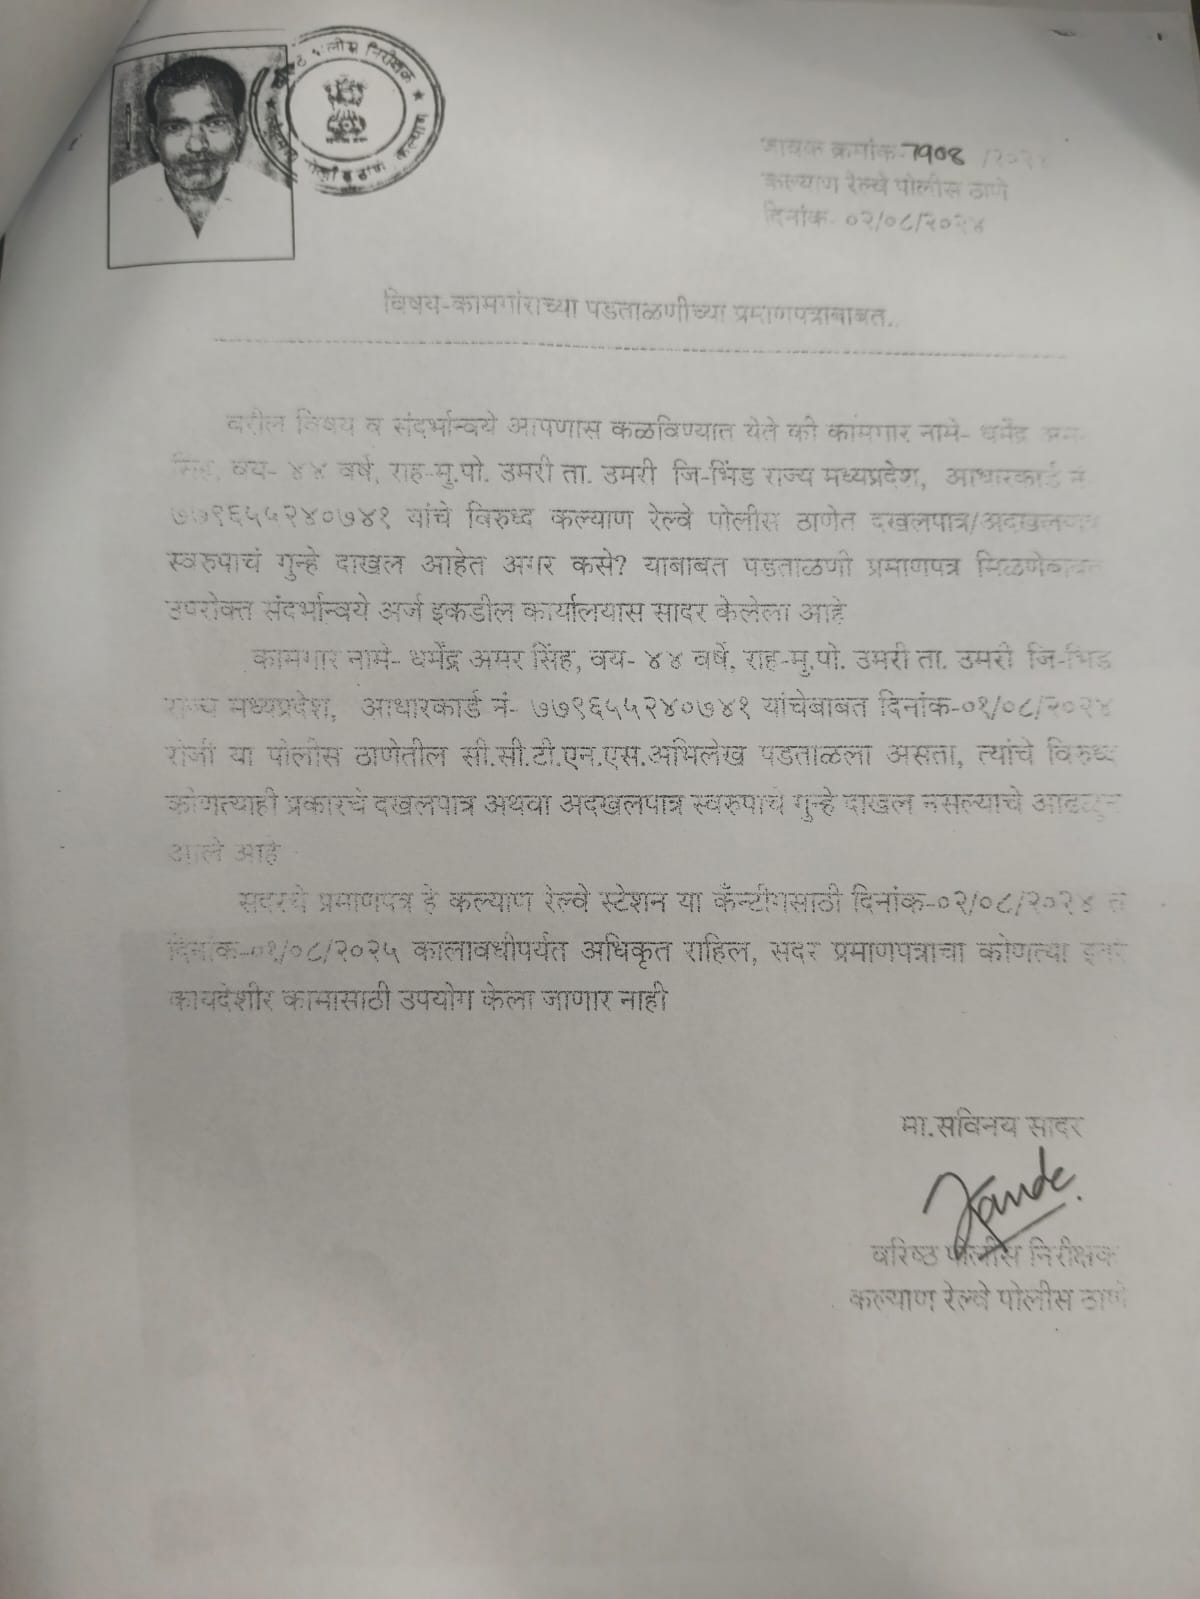 वरिष्ठ पोलीस निरीक्षक
कल्याण
जावक क्रमांक-7908 /२०२४
कल्याण रेल्वे पोलीस ठाणे
दिनांक- ०२/०८/२०२४
विषय-कामगांराच्या पडताळणीच्या प्रमाणपत्राबाबत..
वरील विषय व संदर्भान्वये आपणास कळविण्यात येते की कामगार नामे- धर्मेंद्र अमर
सिंह, वय- ४४ वर्षे, राह-मु.पो. उमरी ता. उमरी जि-भिंड राज्य मध्यप्रदेश, आधारकार्ड नं-
७७९६५५२४०७४१ यांचे विरुध्द कल्याण रेल्वे पोलीस ठाणेत दखलपात्र/अदखलपात्र
स्वरुपाचं गुन्हे दाखल आहेत अगर कसे? याबाबत पडताळणी प्रमाणपत्र मिळणेबाबत
उपरोक्त संदर्भान्वये अर्ज इकडील कार्यालयास सादर केलेला आहे
कामगार नामे- धर्मेंद्र अमर सिंह, वय- ४४ वर्षे, राह-मु.पो. उमरी ता. उमरी जि-भिंड
राज्य मध्यप्रदेश, आधारकार्ड नं- ७७९६५५२४०७४१ यांचेबाबत दिनांक-०१/०८/२०२४
रोजी या पोलीस ठाणेतील सी.सी.टी.एन.एस.अभिलेख पडताळला असता, त्यांचे विरुध्द
कोणत्याही प्रकारचे दखलपात्र अथवा अदखलपात्र स्वरुपाचे गुन्हे दाखल नसल्याचे आढळून
आले आहे
सदरचे प्रमाणपत्र हे कल्याण रेल्वे स्टेशन या कॅन्टीगसाठी दिनांक-०२/०८/२०२४ ते
दिनांक-०१/०८/२०२५ कालावधीपर्यंत अधिकृत राहिल, सदर प्रमाणपत्राचा कोणत्या इतर
कायदेशीर कामासाठी उपयोग केला जाणार नाही
मा.सविनय सादर
वरिष्ठ पोलीस निरीक्षक
कल्याण रेल्वे पोलीस ठाणे